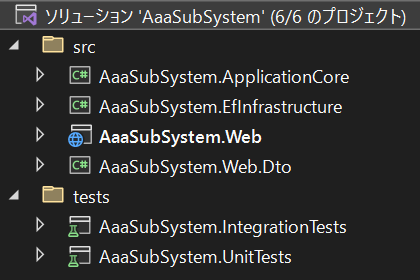 ソリューション 'AaaSubSystem' (6/6 のプロジェクト)
src
AaaSubSystem.ApplicationCore
AaaSubSystem.EfInfrastructure
AaaSubSystem.Web
AaaSubSystem.Web.Dto
tests
AaaSubSystem.IntegrationTests
AaaSubSystem.UnitTests